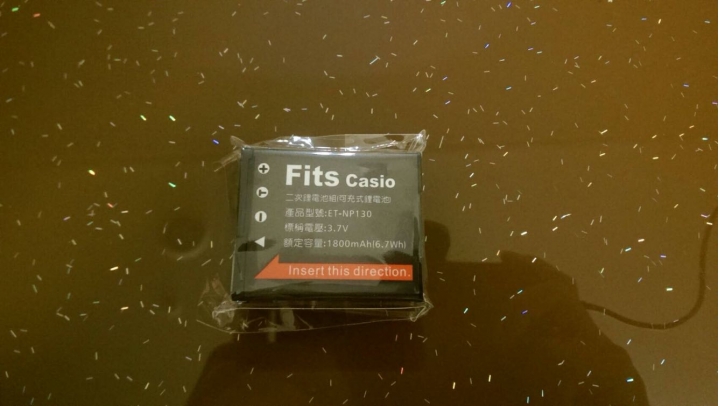 Fits Casio
二次鋰電池組(可充式鋰電池)
產品型號:ET-NP130
標稱電壓:3.7V
額定容量:1800mAh(6.7Wh)
Insert this direction.